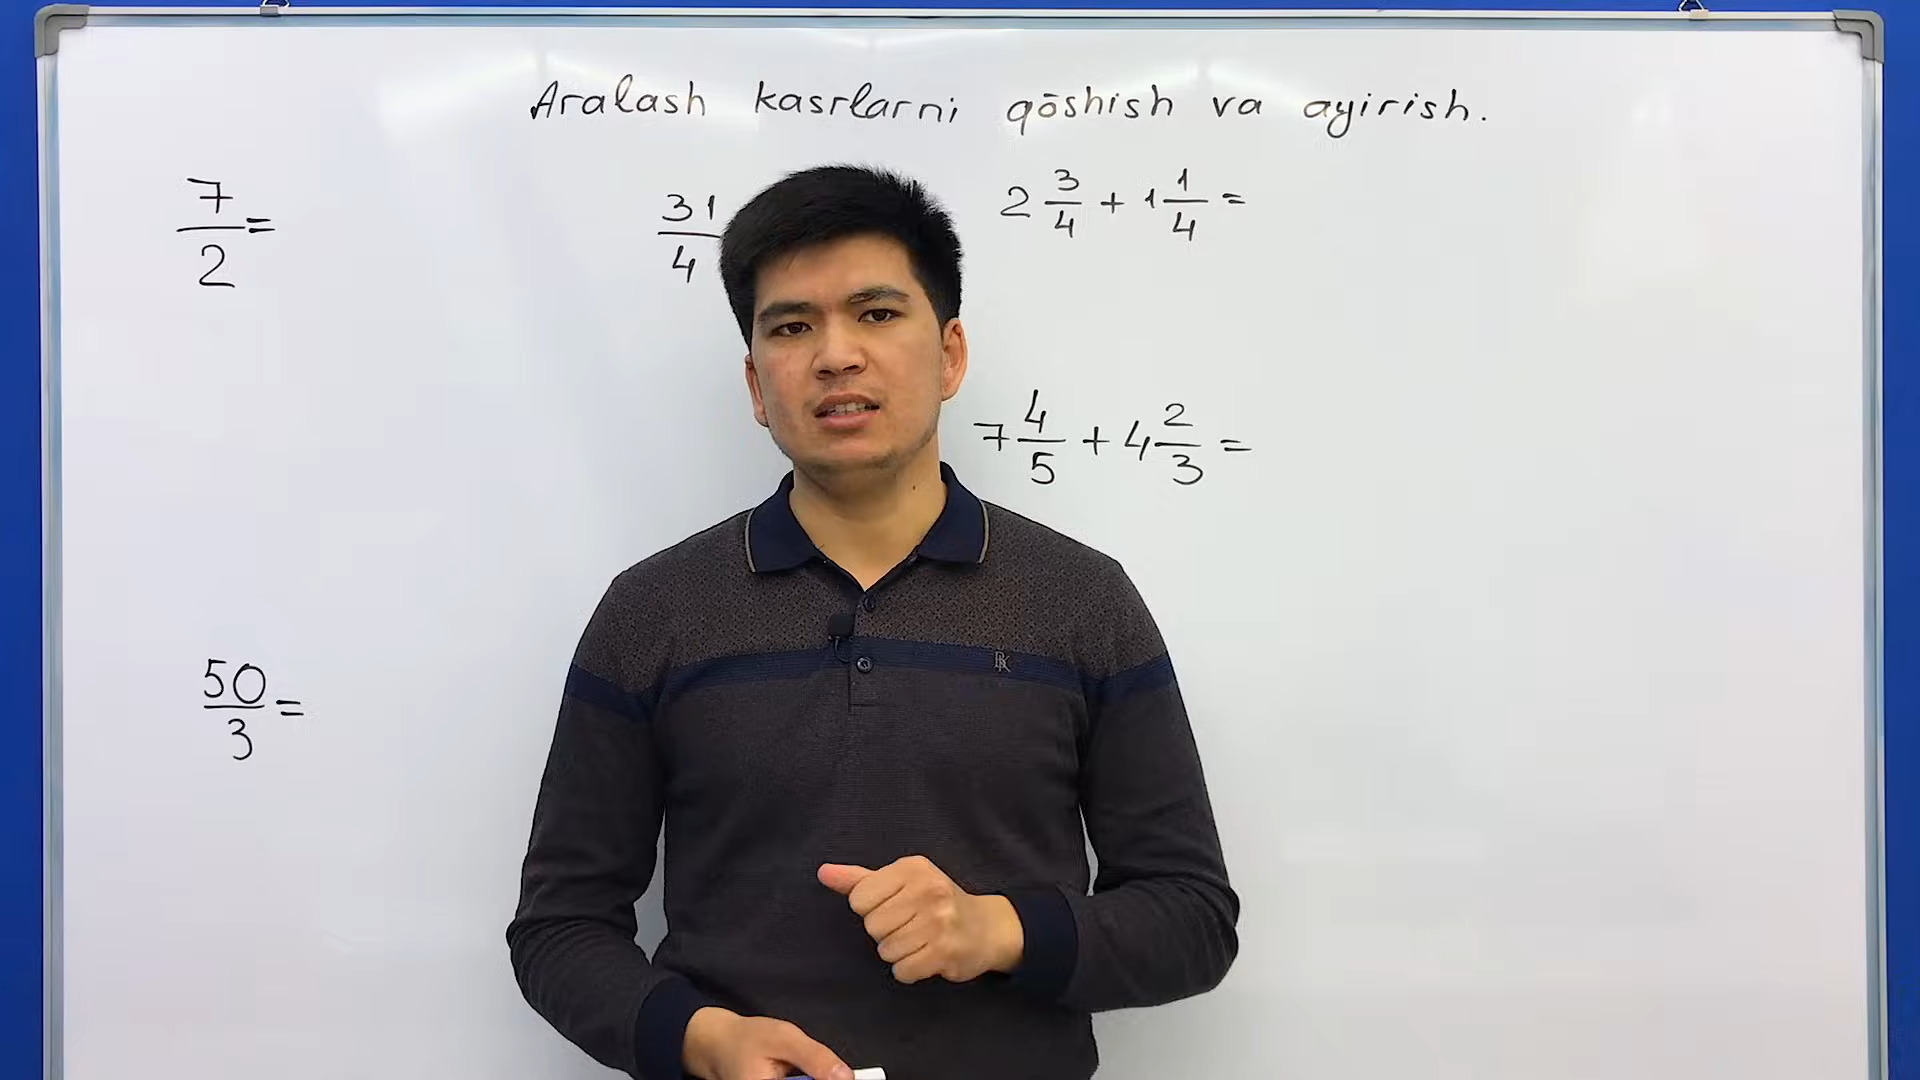 Aralash kasrlarni qōshish va ayirish.
7/2=
31/4
2 3/4 + 1 1/4 =
7 4/5 + 4 2/3 =
50/3=